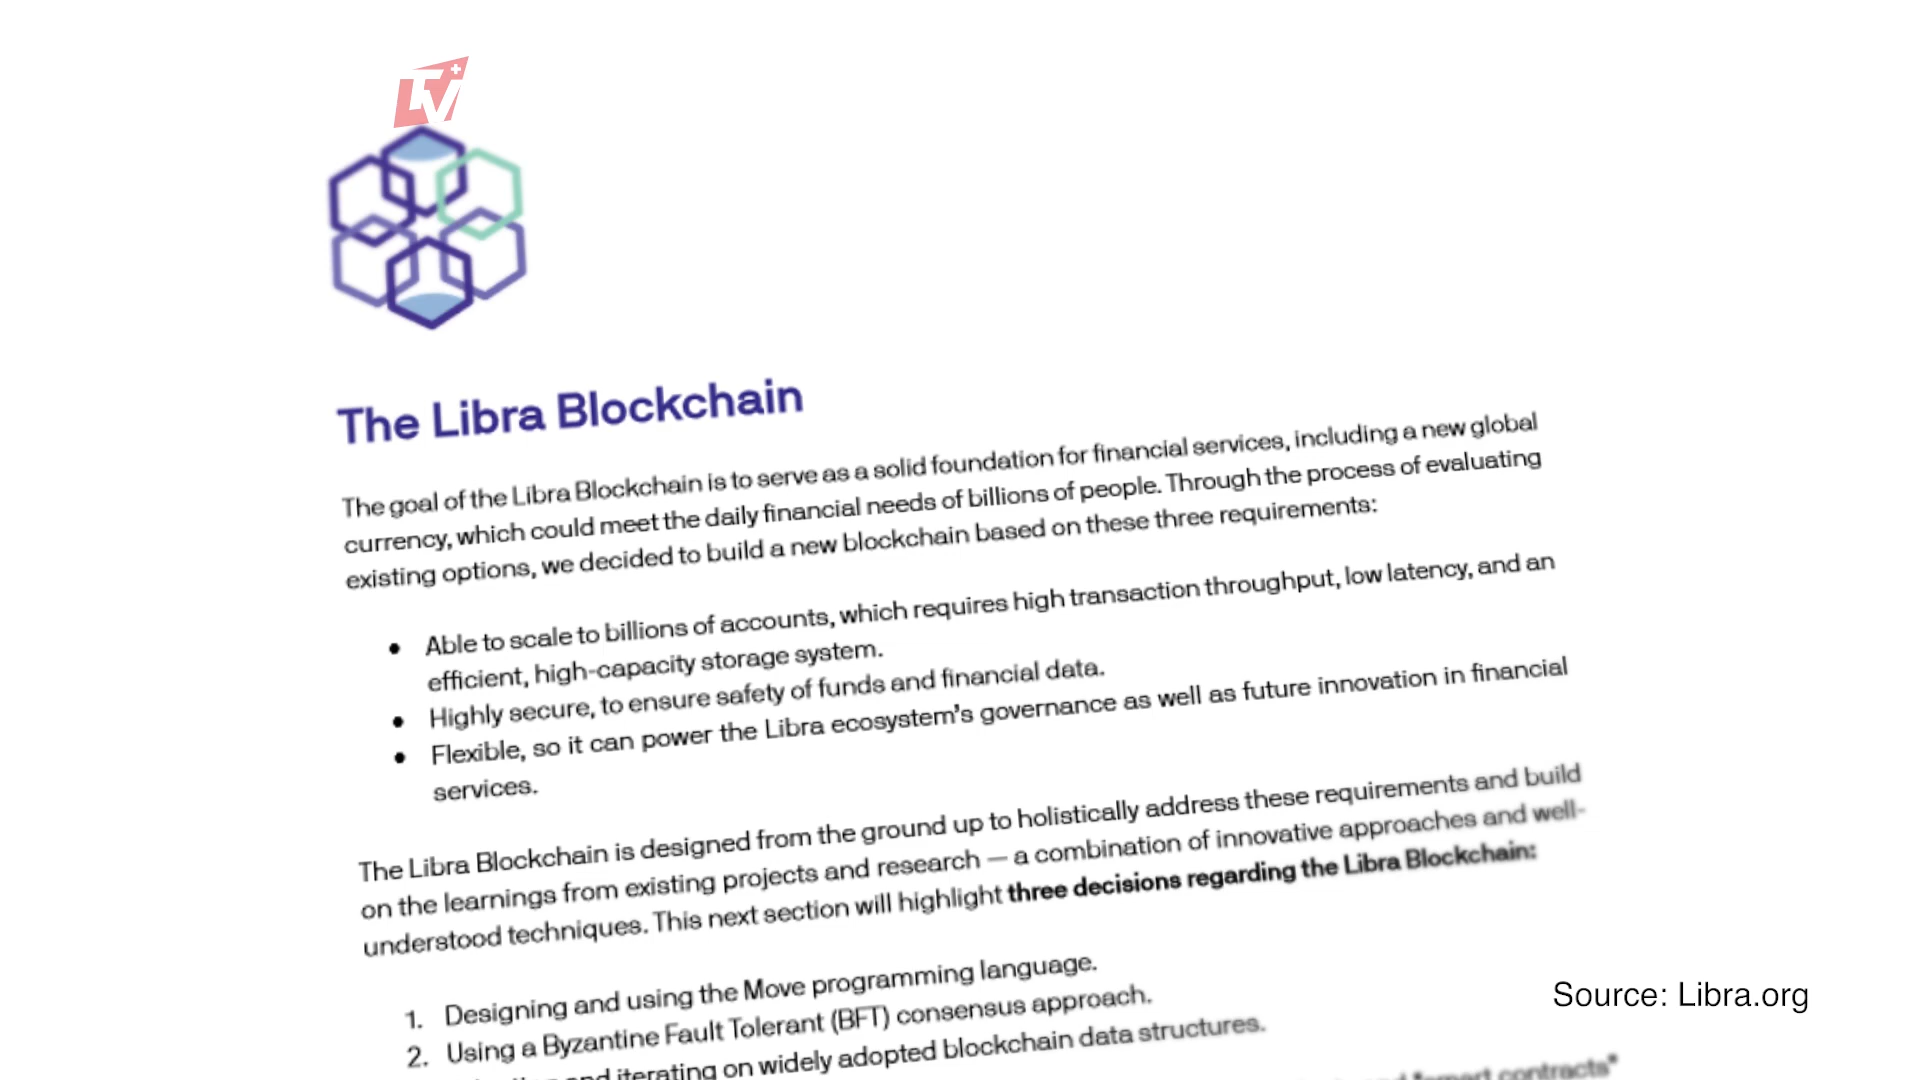 TV+
The Libra Blockchain
The goal of the Libra Blockchain is to serve as a solid foundation for financial services, including a new global
currency, which could meet the daily financial needs of billions of people. Through the process of evaluating
existing options, we decided to build a new blockchain based on these three requirements:
• Able to scale to billions of accounts, which requires high transaction throughput, low latency, and an
efficient, high-capacity storage system.
• Highly secure, to ensure safety of funds and financial data.
• Flexible, so it can power the Libra ecosystem’s governance as well as future innovation in financial
services.
The Libra Blockchain is designed from the ground up to holistically address these requirements and build
on the learnings from existing projects and research — a combination of innovative approaches and well-
understood techniques. This next section will highlight three decisions regarding the Libra Blockchain:
1. Designing and using the Move programming language.
2. Using a Byzantine Fault Tolerant (BFT) consensus approach.
and iterating on widely adopted blockchain data structures.
"smart contracts"
Source: Libra.org